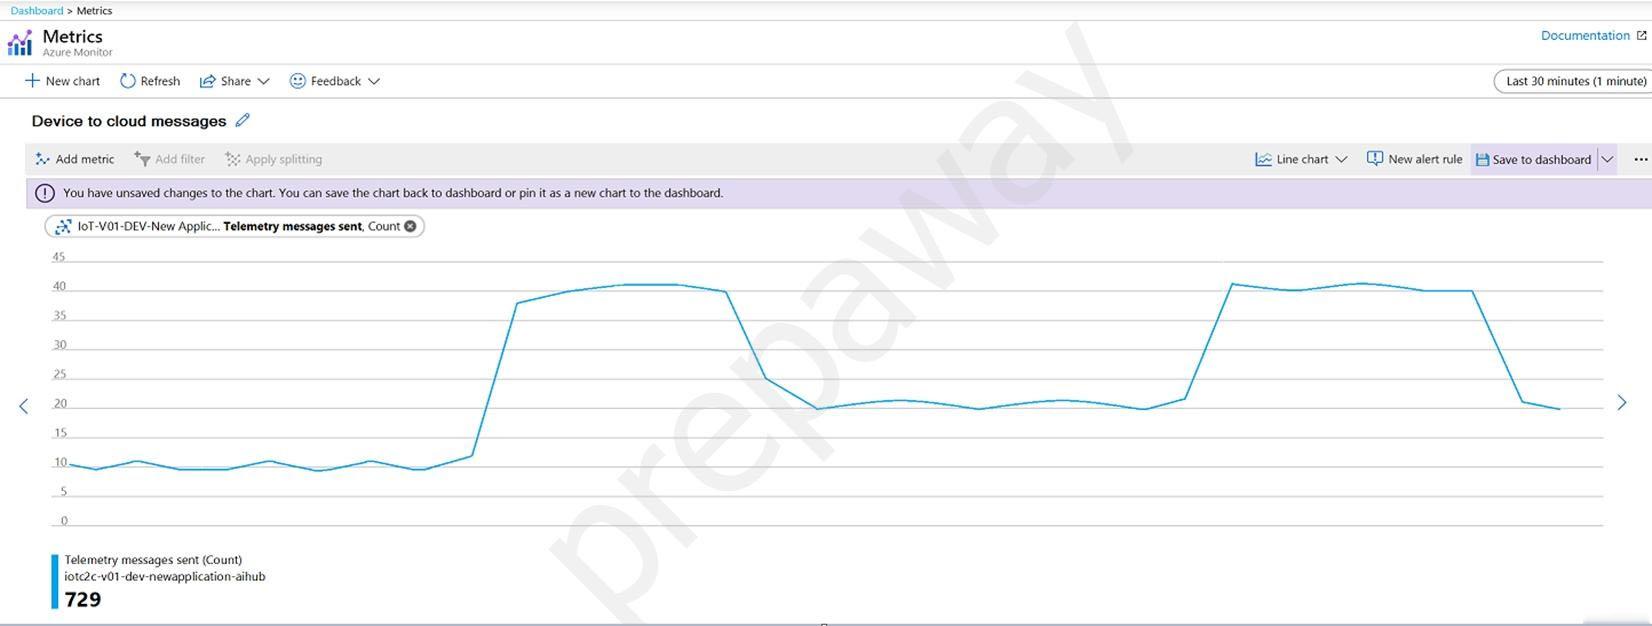 Dashboard > Metrics
Metrics
Azure Monitor
Documentation
New chart Refresh Share Feedback
Last 30 minutes (1 minute)
Device to cloud messages
Add metric Add filter Apply splitting Line chart New alert rule Save to dashboard ...
You have unsaved changes to the chart. You can save the chart back to dashboard or pin it as a new chart to the dashboard.
IoT-V01-DEV-New Applic... Telemetry messages sent, Count
45
40
35
30
25
20
15
10
5
0
prepaway
Telemetry messages sent (Count)
iotc2c-v01-dev-newapplication-aihub
729